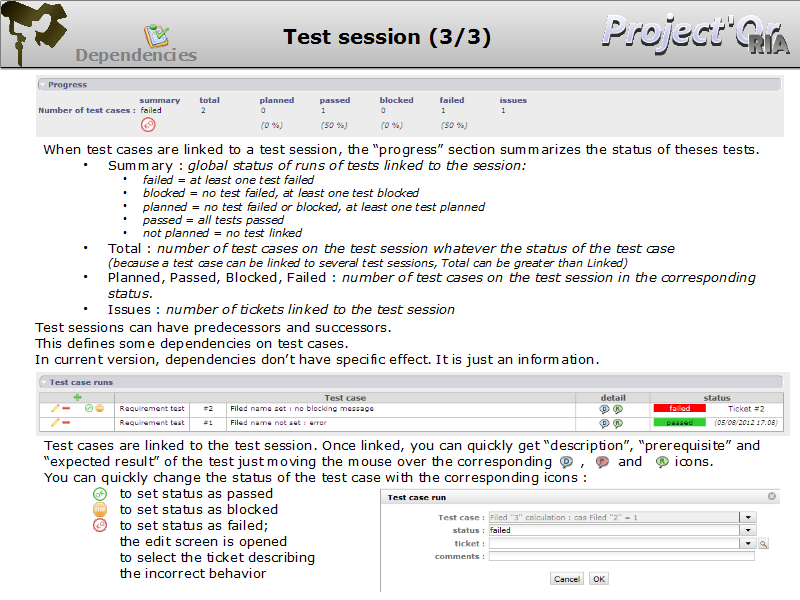 Test session (3/3)
Project'Or
RIA
Dependencies
Progress
summary total planned passed blocked failed issues
Number of test cases : failed 2 0 1 0 1 1
KO (0 %) (50 %) (0 %) (50 %)
When test cases are linked to a test session, the “progress” section summarizes the status of theses tests.
• Summary : global status of runs of tests linked to the session:
• failed = at least one test failed
• blocked = no test failed, at least one test blocked
• planned = no test failed or blocked, at least one test planned
• passed = all tests passed
• not planned = no test linked
• Total : number of test cases on the test session whatever the status of the test case
(because a test case can be linked to several test sessions, Total can be greater than Linked)
• Planned, Passed, Blocked, Failed : number of test cases on the test session in the corresponding
status.
• Issues : number of tickets linked to the test session
Test sessions can have predecessors and successors.
This defines some dependencies on test cases.
In current version, dependencies don’t have specific effect. It is just an information.
Test case runs
Test case detail status
Requirement test #2 Filed name set : no blocking message D R failed Ticket #2
Requirement test #1 Filed name not set : error D R passed (05/08/2012 17:08)
Test cases are linked to the test session. Once linked, you can quickly get “description”, “prerequisite” and
“expected result” of the test just moving the mouse over the corresponding D , P and R icons.
You can quickly change the status of the test case with the corresponding icons :
OK to set status as passed
to set status as blocked
KO to set status as failed;
the edit screen is opened
to select the ticket describing
the incorrect behavior
Test case run
Test case : Filed "3" calculation : cas Filed "2" = 1
status : failed
ticket :
comments :
Cancel OK